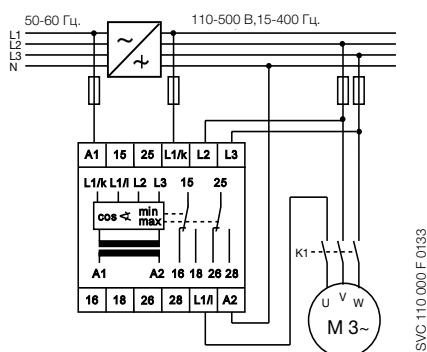 50-60 Гц. 110-500 В,15-400 Гц.
L1
L2
L3
N
~
A1 15 25 L1/k L2 L3
L1/k L1/l L2 L3 15 25
cos ∢ min
max
A1 A2 16 18 26 28
16 18 26 28 L1/l A2
K1
U V W
M 3~
SVC 110 000 F 0133